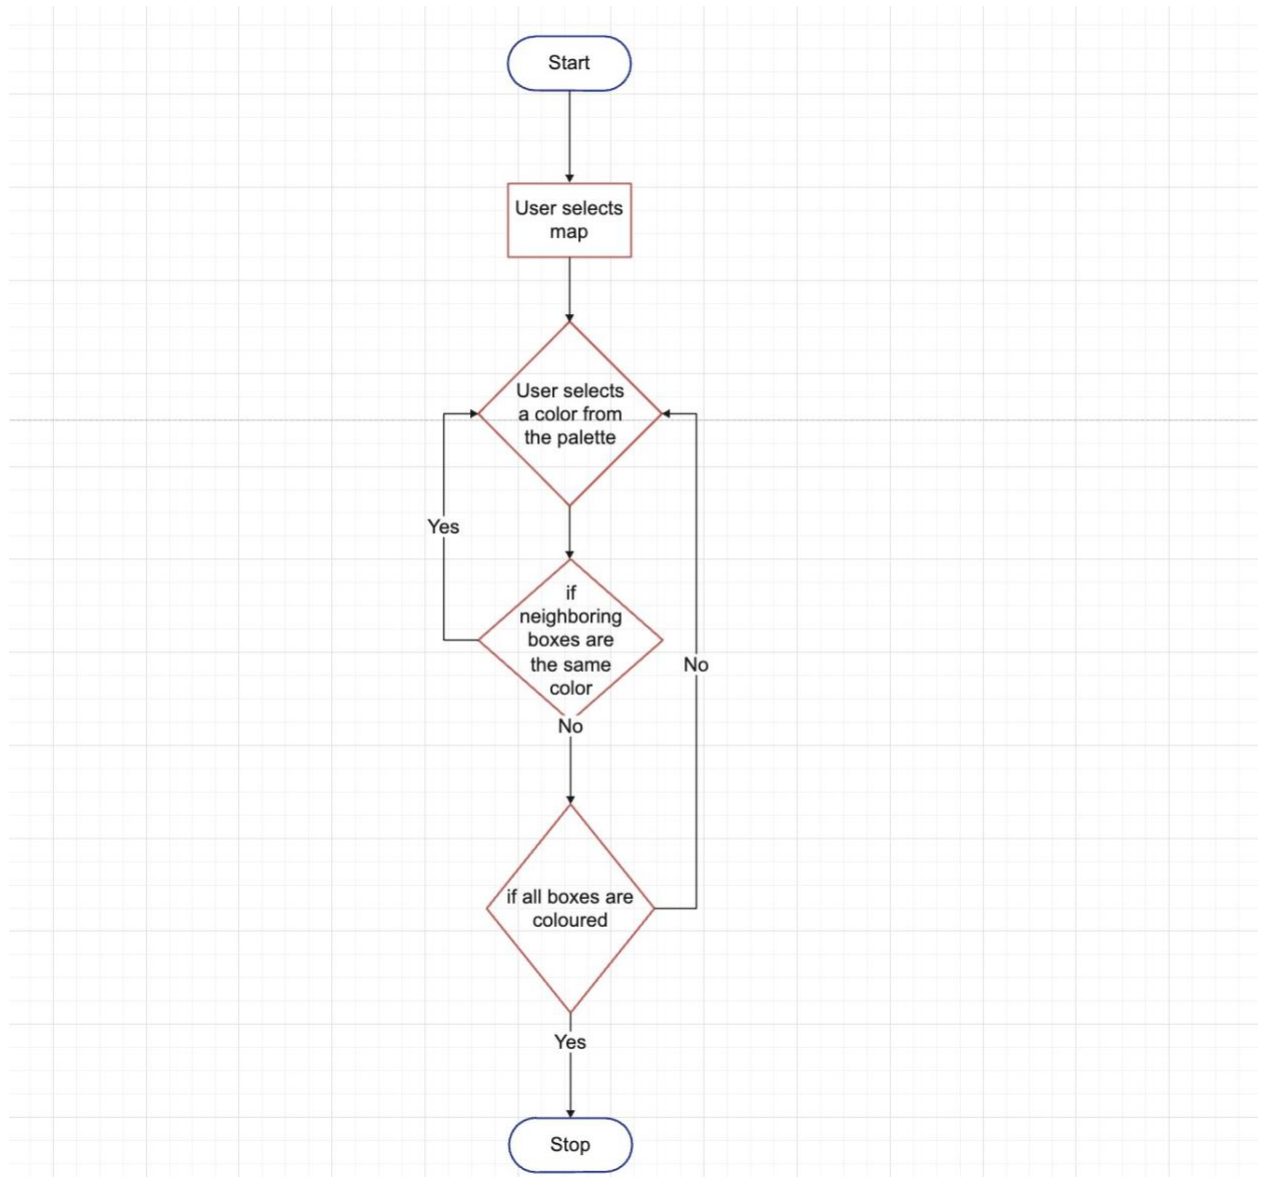 Start
User selects
map
User selects
a color from
the palette
Yes
if
neighboring
boxes are
the same
color
No
No
if all boxes are
coloured
Yes
Stop